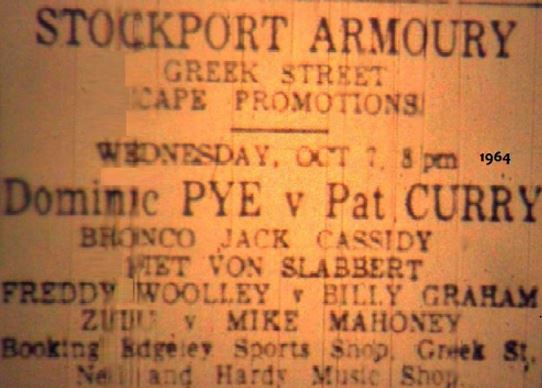 STOCKPORT ARMOURY
GREEK STREET
CAPE PROMOTIONS
WEDNESDAY, OCT 7, 8 pm 1964
Dominic PYE v Pat CURRY
BRONCO JACK CASSIDY
PIET VON SLABBERT
FREDDY WOOLLEY v BILLY GRAHAM
v MIKE MAHONEY
Booking Edgeley Sports Shop, Greek St.
and Hardy Music Shop